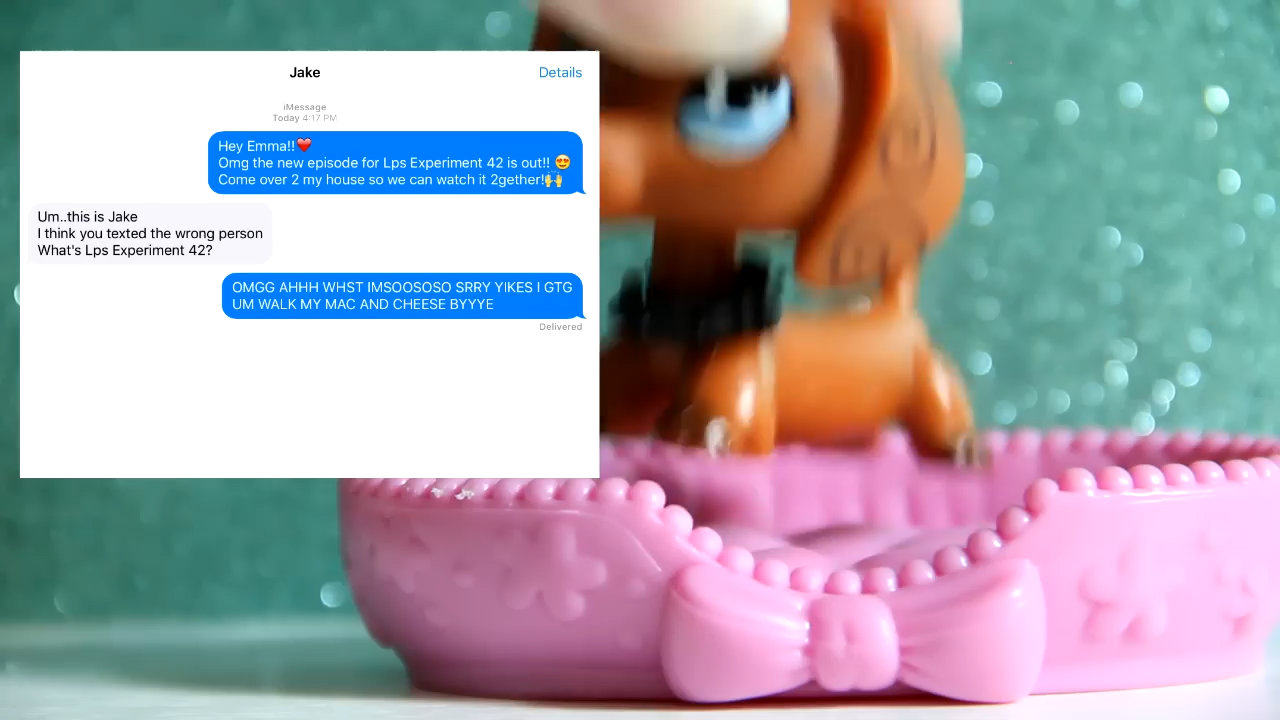 Jake
Details
iMessage
Today 4:17 PM
Hey Emma!!❤️
Omg the new episode for Lps Experiment 42 is out!! 😍
Come over 2 my house so we can watch it 2gether!🙌
Um..this is Jake
I think you texted the wrong person
What's Lps Experiment 42?
OMGG AHHH WHST IMSOOSOSO SRRY YIKES I GTG
UM WALK MY MAC AND CHEESE BYYYE
Delivered